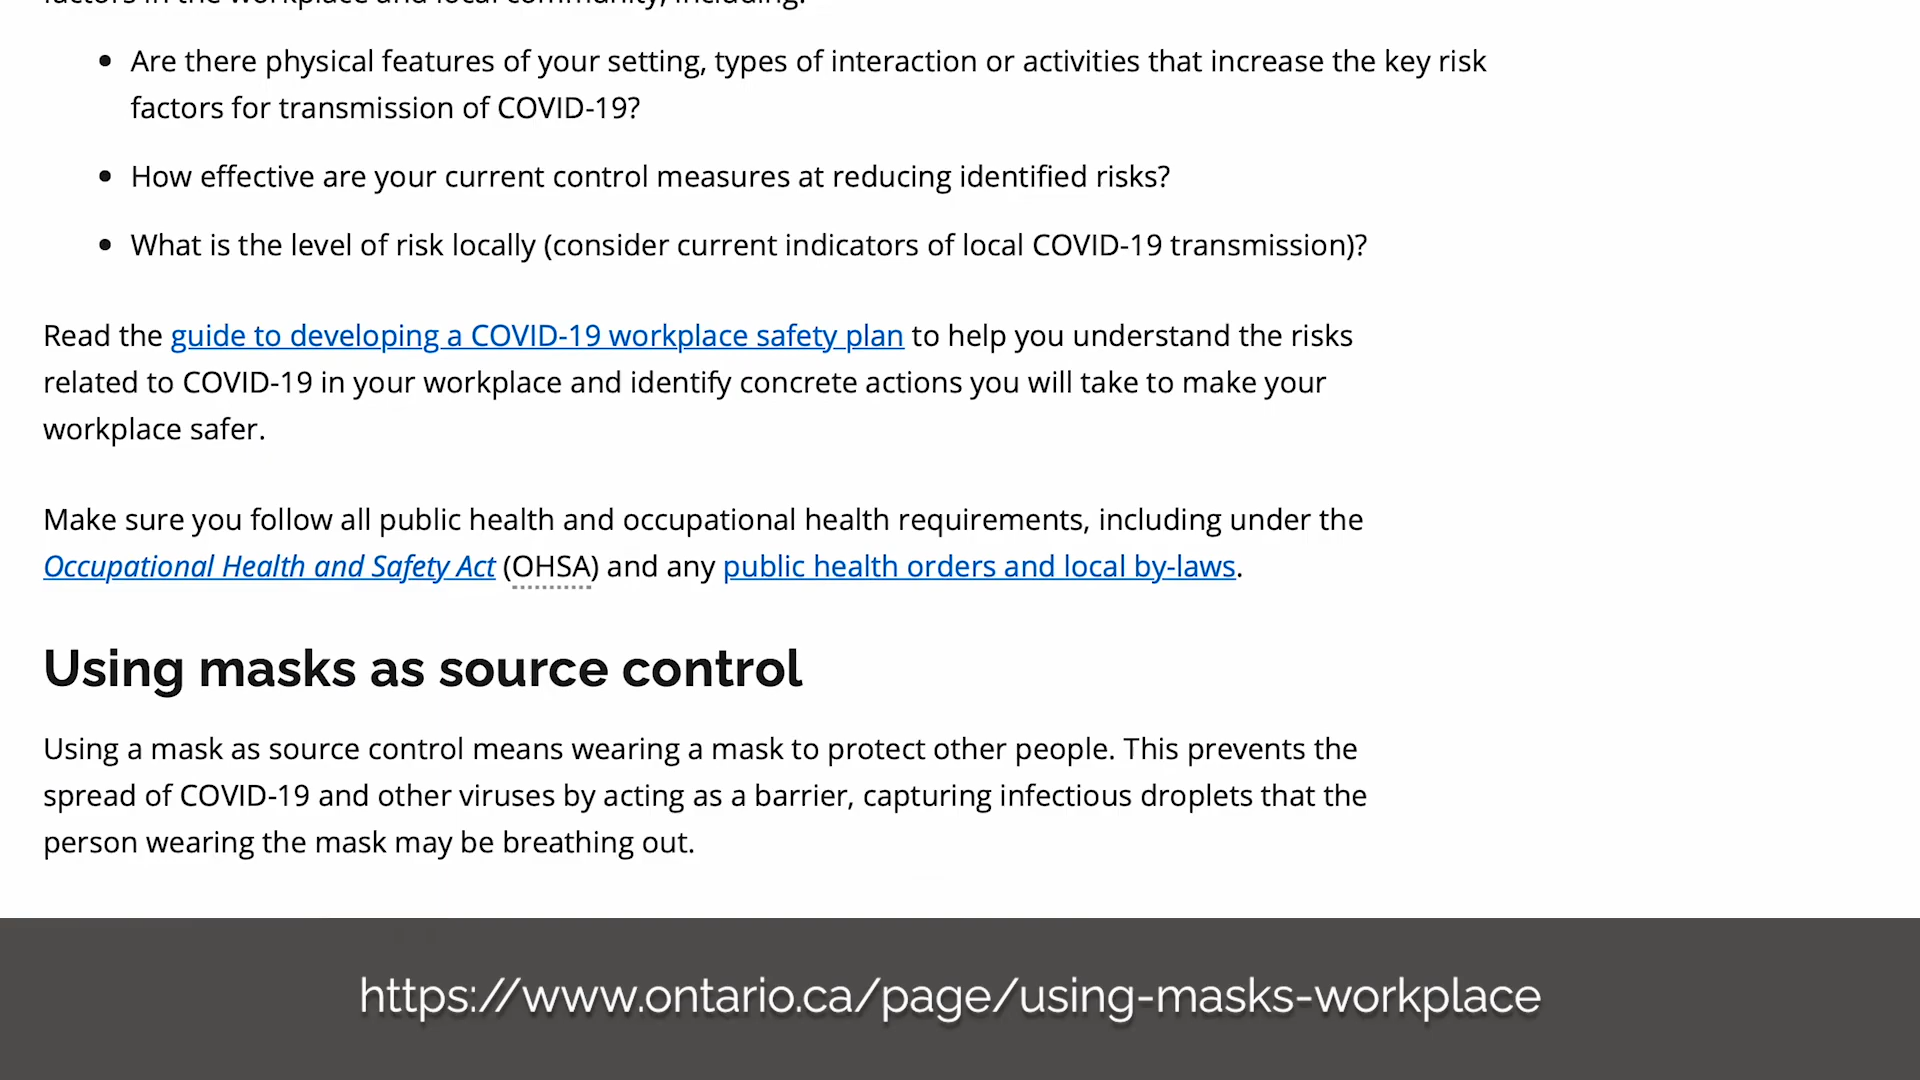 factors in the workplace and local community, including:
• Are there physical features of your setting, types of interaction or activities that increase the key risk
factors for transmission of COVID-19?
• How effective are your current control measures at reducing identified risks?
• What is the level of risk locally (consider current indicators of local COVID-19 transmission)?
Read the guide to developing a COVID-19 workplace safety plan to help you understand the risks
related to COVID-19 in your workplace and identify concrete actions you will take to make your
workplace safer.
Make sure you follow all public health and occupational health requirements, including under the
Occupational Health and Safety Act (OHSA) and any public health orders and local by-laws.
Using masks as source control
Using a mask as source control means wearing a mask to protect other people. This prevents the
spread of COVID-19 and other viruses by acting as a barrier, capturing infectious droplets that the
person wearing the mask may be breathing out.
https://www.ontario.ca/page/using-masks-workplace